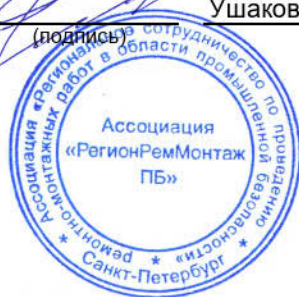 Ушаков
(подпись)
Ассоциация «Региональное сотрудничество по проведению
ремонтно-монтажных работ в области промышленной безопасности»
* Санкт-Петербург *
Ассоциация
«РегионРемМонтаж
ПБ»